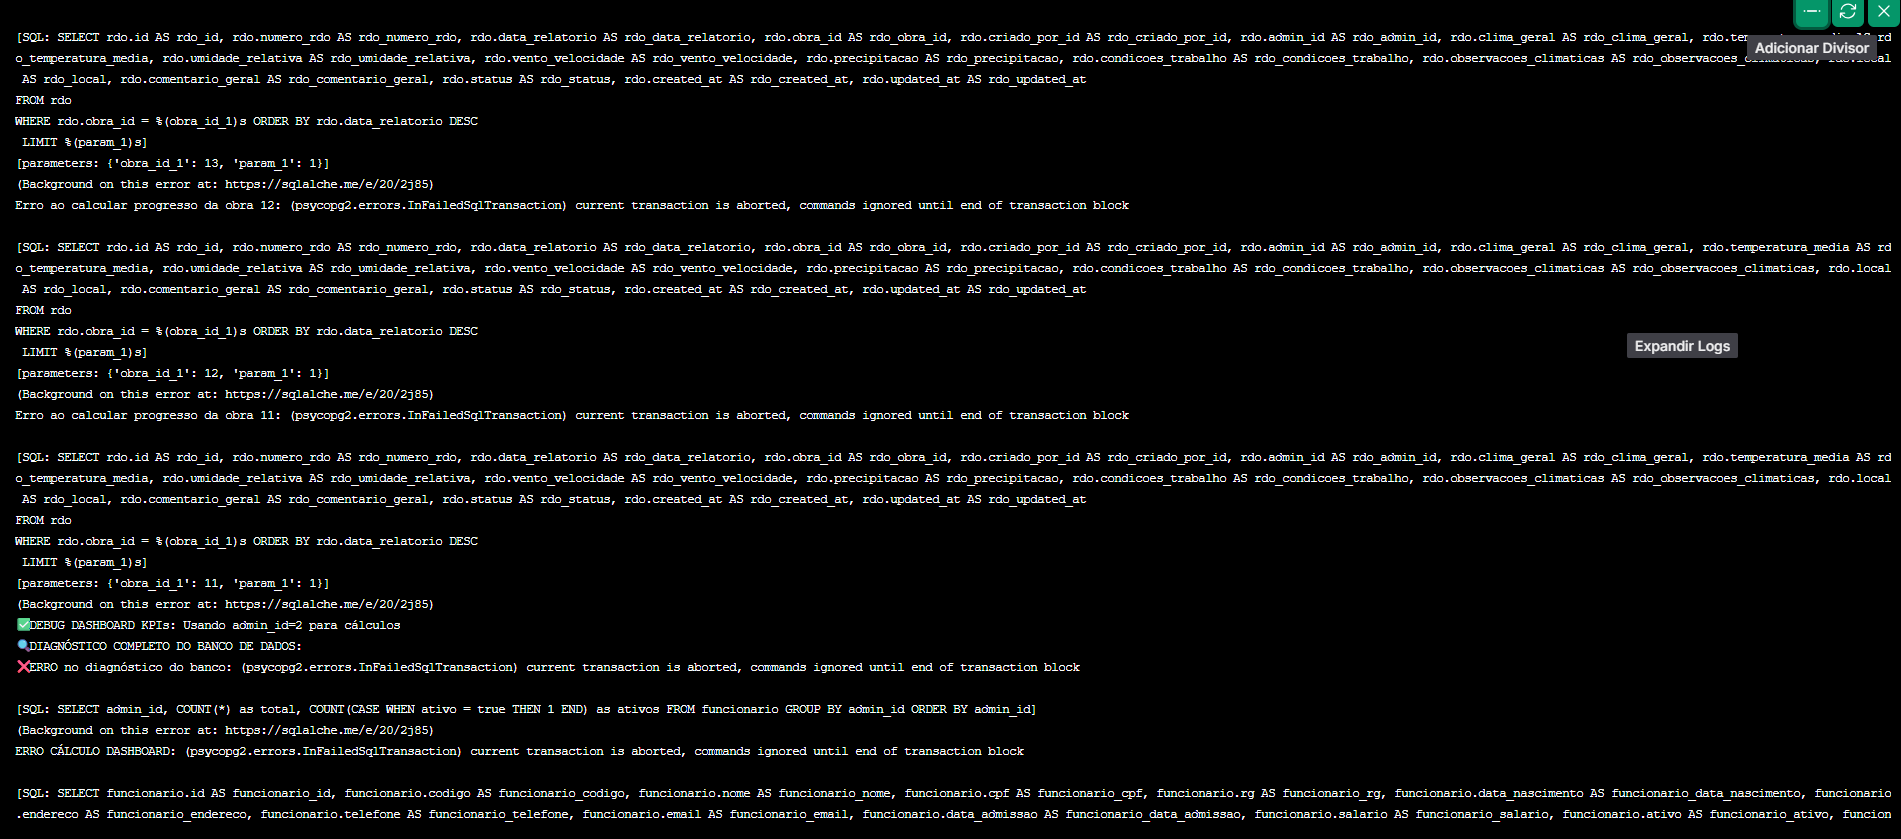 [SQL: SELECT rdo.id AS rdo_id, rdo.numero_rdo AS rdo_numero_rdo, rdo.data_relatorio AS rdo_data_relatorio, rdo.obra_id AS rdo_obra_id, rdo.criado_por_id AS rdo_criado_por_id, rdo.admin_id AS rdo_admin_id, rdo.clima_geral AS rdo_clima_geral, rd
Adicionar Divisor
o_temperatura_media, rdo.umidade_relativa AS rdo_umidade_relativa, rdo.vento_velocidade AS rdo_vento_velocidade, rdo.precipitacao AS rdo_precipitacao, rdo.condicoes_trabalho AS rdo_condicoes_trabalho, rdo.observacoes_climaticas AS rdo.local
AS rdo_local, rdo.comentario_geral AS rdo_comentario_geral, rdo.status AS rdo_status, rdo.created_at AS rdo_created_at, rdo.updated_at AS rdo_updated_at
FROM rdo
WHERE rdo.obra_id = %(obra_id_1)s ORDER BY rdo.data_relatorio DESC
LIMIT %(param_1)s]
[parameters: {'obra_id_1': 13, 'param_1': 1}]
(Background on this error at: https://sqlalche.me/e/20/2j85)
Erro ao calcular progresso da obra 12: (psycopg2.errors.InFailedSqlTransaction) current transaction is aborted, commands ignored until end of transaction block
[SQL: SELECT rdo.id AS rdo_id, rdo.numero_rdo AS rdo_numero_rdo, rdo.data_relatorio AS rdo_data_relatorio, rdo.obra_id AS rdo_obra_id, rdo.criado_por_id AS rdo_criado_por_id, rdo.admin_id AS rdo_admin_id, rdo.clima_geral AS rdo_clima_geral, rdo.temperatura_media AS rd
o_temperatura_media, rdo.umidade_relativa AS rdo_umidade_relativa, rdo.vento_velocidade AS rdo_vento_velocidade, rdo.precipitacao AS rdo_precipitacao, rdo.condicoes_trabalho AS rdo_condicoes_trabalho, rdo.observacoes_climaticas AS rdo_observacoes_climaticas, rdo.local
AS rdo_local, rdo.comentario_geral AS rdo_comentario_geral, rdo.status AS rdo_status, rdo.created_at AS rdo_created_at, rdo.updated_at AS rdo_updated_at
FROM rdo
WHERE rdo.obra_id = %(obra_id_1)s ORDER BY rdo.data_relatorio DESC
Expandir Logs
LIMIT %(param_1)s]
[parameters: {'obra_id_1': 12, 'param_1': 1}]
(Background on this error at: https://sqlalche.me/e/20/2j85)
Erro ao calcular progresso da obra 11: (psycopg2.errors.InFailedSqlTransaction) current transaction is aborted, commands ignored until end of transaction block
[SQL: SELECT rdo.id AS rdo_id, rdo.numero_rdo AS rdo_numero_rdo, rdo.data_relatorio AS rdo_data_relatorio, rdo.obra_id AS rdo_obra_id, rdo.criado_por_id AS rdo_criado_por_id, rdo.admin_id AS rdo_admin_id, rdo.clima_geral AS rdo_clima_geral, rdo.temperatura_media AS rd
o_temperatura_media, rdo.umidade_relativa AS rdo_umidade_relativa, rdo.vento_velocidade AS rdo_vento_velocidade, rdo.precipitacao AS rdo_precipitacao, rdo.condicoes_trabalho AS rdo_condicoes_trabalho, rdo.observacoes_climaticas AS rdo_observacoes_climaticas, rdo.local
AS rdo_local, rdo.comentario_geral AS rdo_comentario_geral, rdo.status AS rdo_status, rdo.created_at AS rdo_created_at, rdo.updated_at AS rdo_updated_at
FROM rdo
WHERE rdo.obra_id = %(obra_id_1)s ORDER BY rdo.data_relatorio DESC
LIMIT %(param_1)s]
[parameters: {'obra_id_1': 11, 'param_1': 1}]
(Background on this error at: https://sqlalche.me/e/20/2j85)
✅DEBUG DASHBOARD KPIs: Usando admin_id=2 para cálculos
🔍DIAGNÓSTICO COMPLETO DO BANCO DE DADOS:
❌ERRO no diagnóstico do banco: (psycopg2.errors.InFailedSqlTransaction) current transaction is aborted, commands ignored until end of transaction block
[SQL: SELECT admin_id, COUNT(*) as total, COUNT(CASE WHEN ativo = true THEN 1 END) as ativos FROM funcionario GROUP BY admin_id ORDER BY admin_id]
(Background on this error at: https://sqlalche.me/e/20/2j85)
ERRO CÁLCULO DASHBOARD: (psycopg2.errors.InFailedSqlTransaction) current transaction is aborted, commands ignored until end of transaction block
[SQL: SELECT funcionario.id AS funcionario_id, funcionario.codigo AS funcionario_codigo, funcionario.nome AS funcionario_nome, funcionario.cpf AS funcionario_cpf, funcionario.rg AS funcionario_rg, funcionario.data_nascimento AS funcionario_data_nascimento, funcionario
.endereco AS funcionario_endereco, funcionario.telefone AS funcionario_telefone, funcionario.email AS funcionario_email, funcionario.data_admissao AS funcionario_data_admissao, funcionario.salario AS funcionario_salario, funcionario.ativo AS funcionario_ativo, funcion